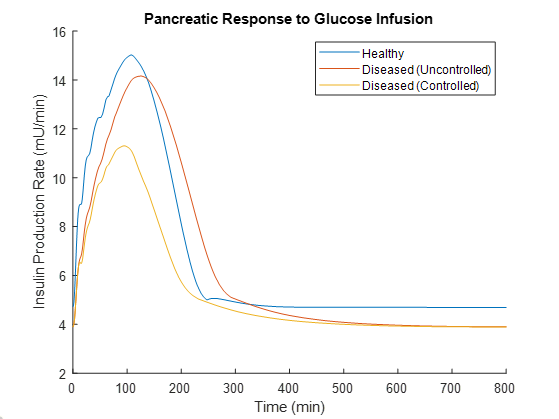 Pancreatic Response to Glucose Infusion
Healthy
Diseased (Uncontrolled)
Diseased (Controlled)
Insulin Production Rate (mU/min)
16
14
12
10
8
6
4
2
0
100
200
300
400
500
600
700
800
Time (min)